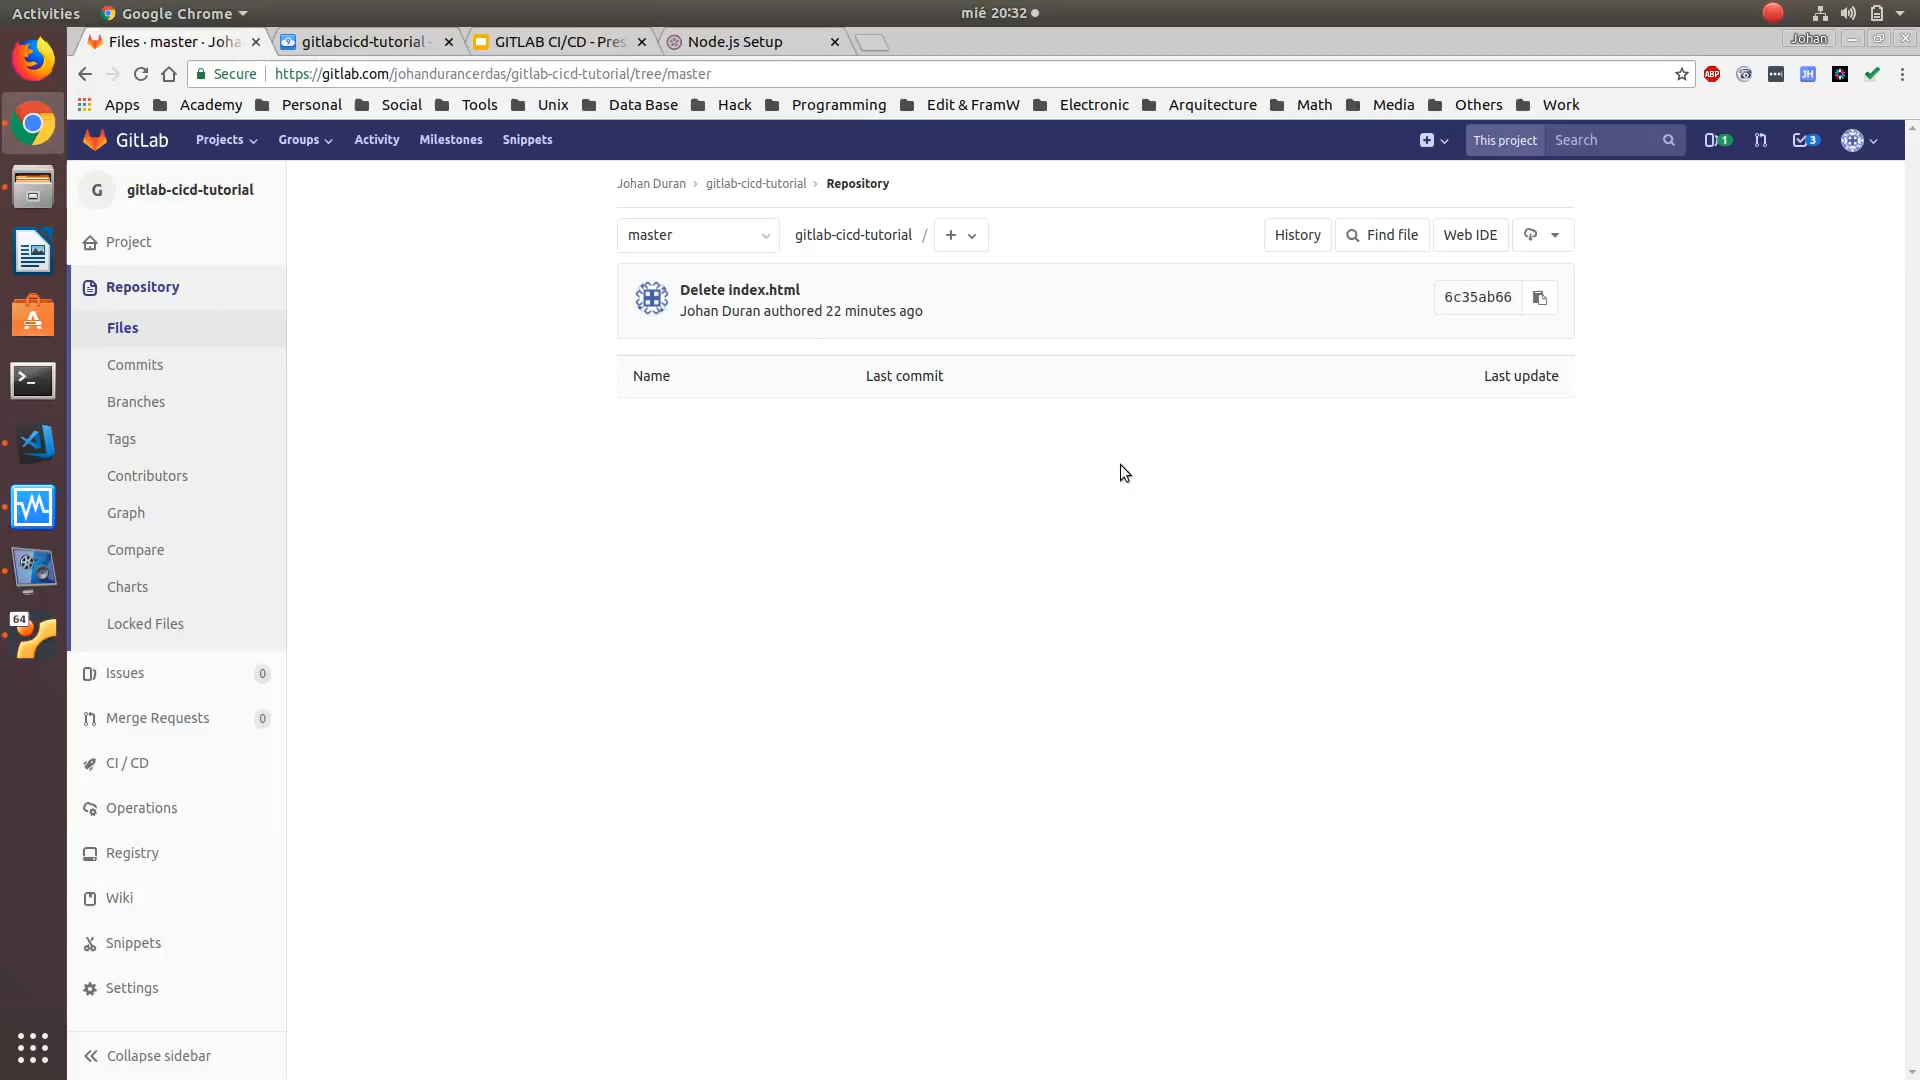 Activities Google Chrome mié 20:32
Files · master · Joha gitlabcicd-tutorial - GITLAB CI/CD - Pres Node.js Setup Johan
Secure https://gitlab.com/johandurancerdas/gitlab-cicd-tutorial/tree/master ABP JH
Apps Academy Personal Social Tools Unix Data Base Hack Programming Edit & FramW Electronic Arquitecture Math Media Others Work
GitLab Projects Groups Activity Milestones Snippets This project Search 1 3
G gitlab-cicd-tutorial
Johan Duran › gitlab-cicd-tutorial › Repository
master gitlab-cicd-tutorial / + History Find file Web IDE
Delete index.html
Johan Duran authored 22 minutes ago
6c35ab66
Name Last commit Last update
Project
Repository
Files
Commits
Branches
Tags
Contributors
Graph
Compare
Charts
Locked Files
Issues 0
Merge Requests 0
CI / CD
Operations
Registry
Wiki
Snippets
Settings
Collapse sidebar
64